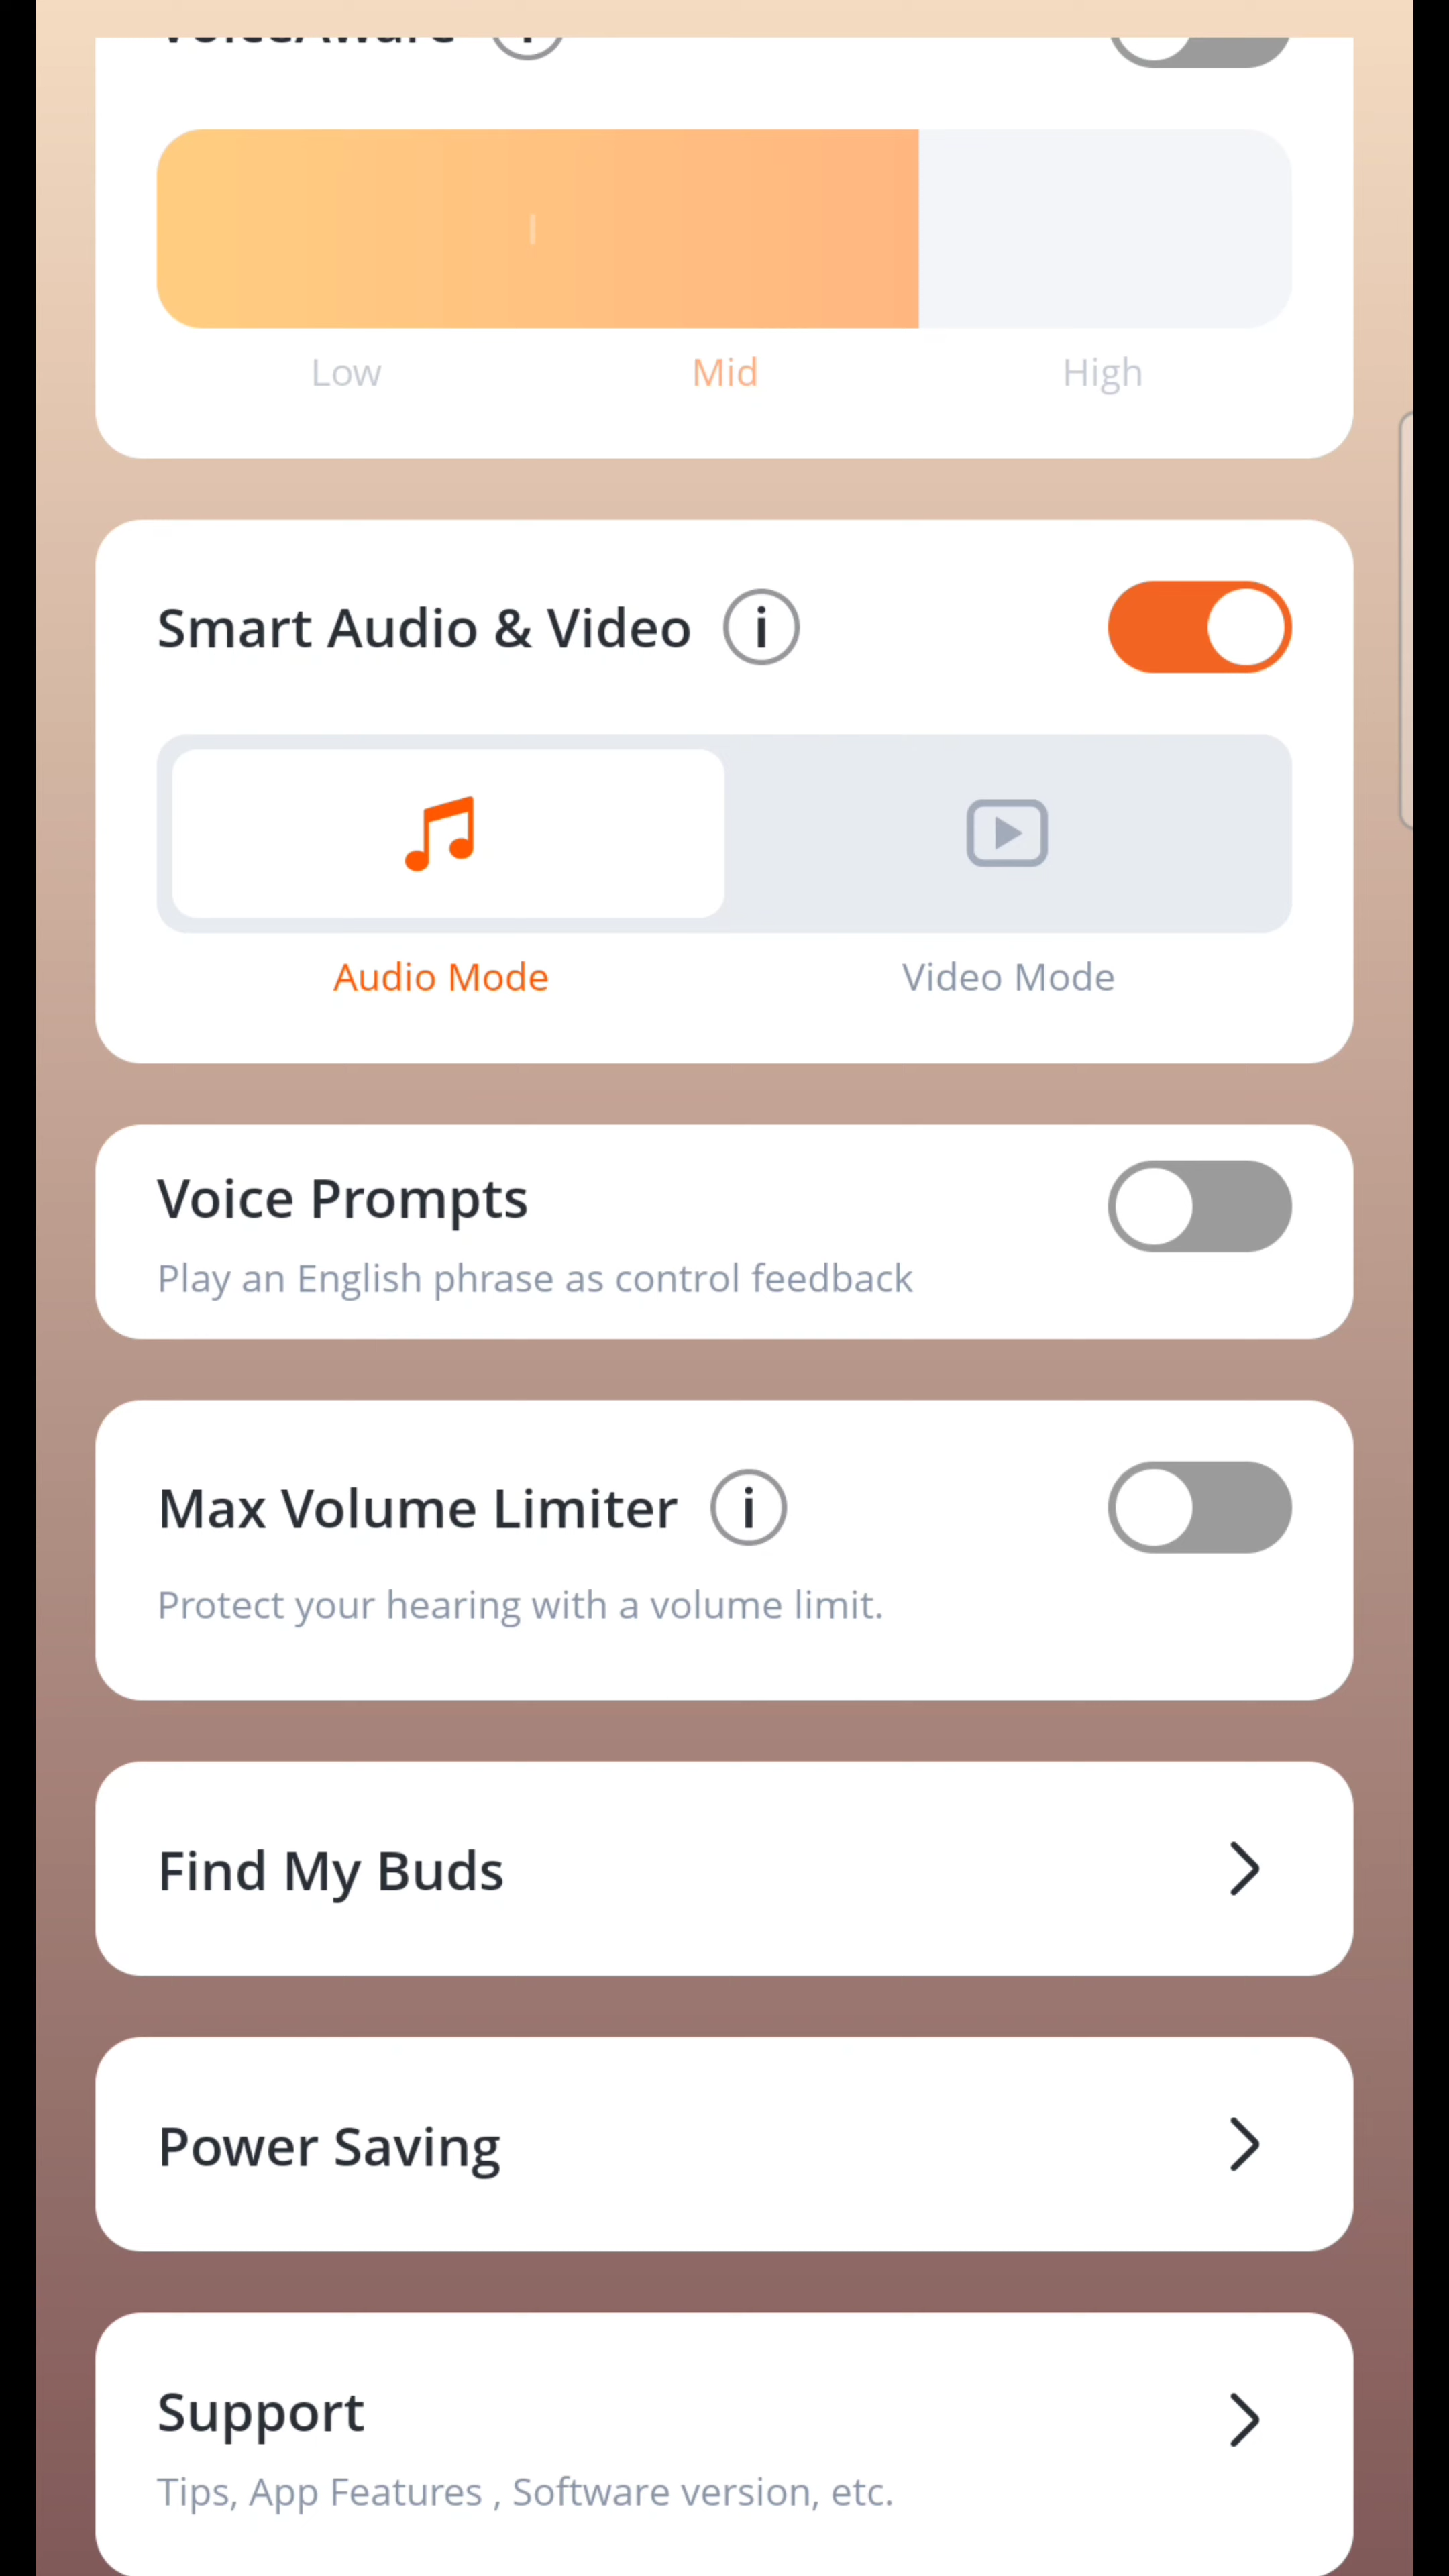 VoiceAware
Low Mid High
Smart Audio & Video i
Audio Mode Video Mode
Voice Prompts
Play an English phrase as control feedback
Max Volume Limiter i
Protect your hearing with a volume limit.
Find My Buds
Power Saving
Support
Tips, App Features , Software version, etc.